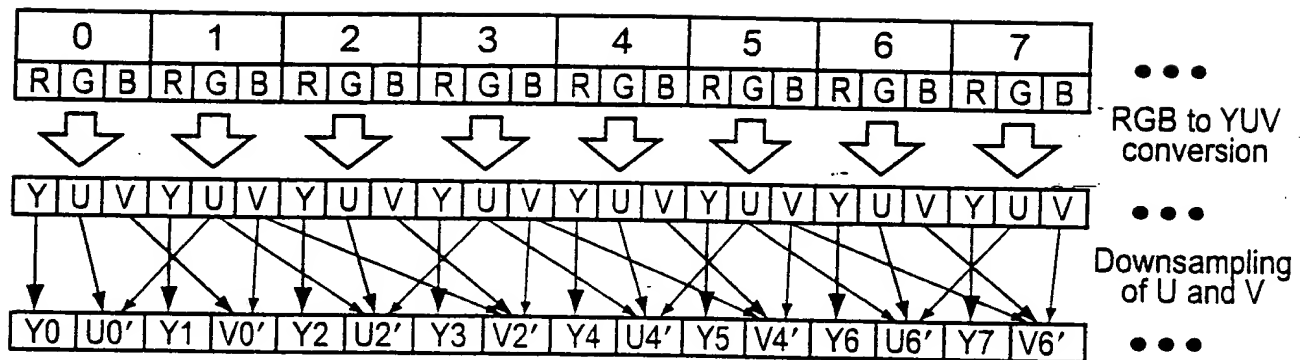 0 1 2 3 4 5 6 7
R G B R G B R G B R G B R G B R G B R G B R G B
RGB to YUV
conversion
Y U V Y U V Y U V Y U V Y U V Y U V Y U V Y U V
Downsampling
of U and V
Y0 U0′ Y1 V0′ Y2 U2′ Y3 V2′ Y4 U4′ Y5 V4′ Y6 U6′ Y7 V6′